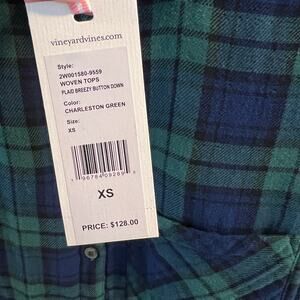 vineyardvines.com
Style:
2W001580-9559
WOVEN TOPS
PLAID BREEZY BUTTON DOWN
Color:
CHARLESTON GREEN
Size:
XS
XS
PRICE: $128.00